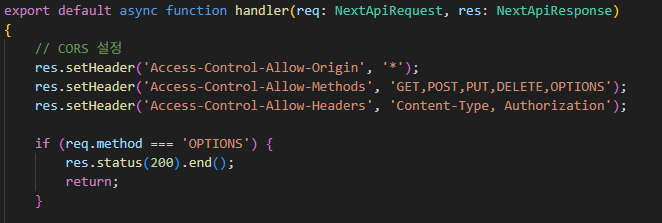 export default async function handler(req: NextApiRequest, res: NextApiResponse)
{
    // CORS 설정
    res.setHeader('Access-Control-Allow-Origin', '*');
    res.setHeader('Access-Control-Allow-Methods', 'GET,POST,PUT,DELETE,OPTIONS');
    res.setHeader('Access-Control-Allow-Headers', 'Content-Type, Authorization');

    if (req.method === 'OPTIONS') {
        res.status(200).end();
        return;
    }